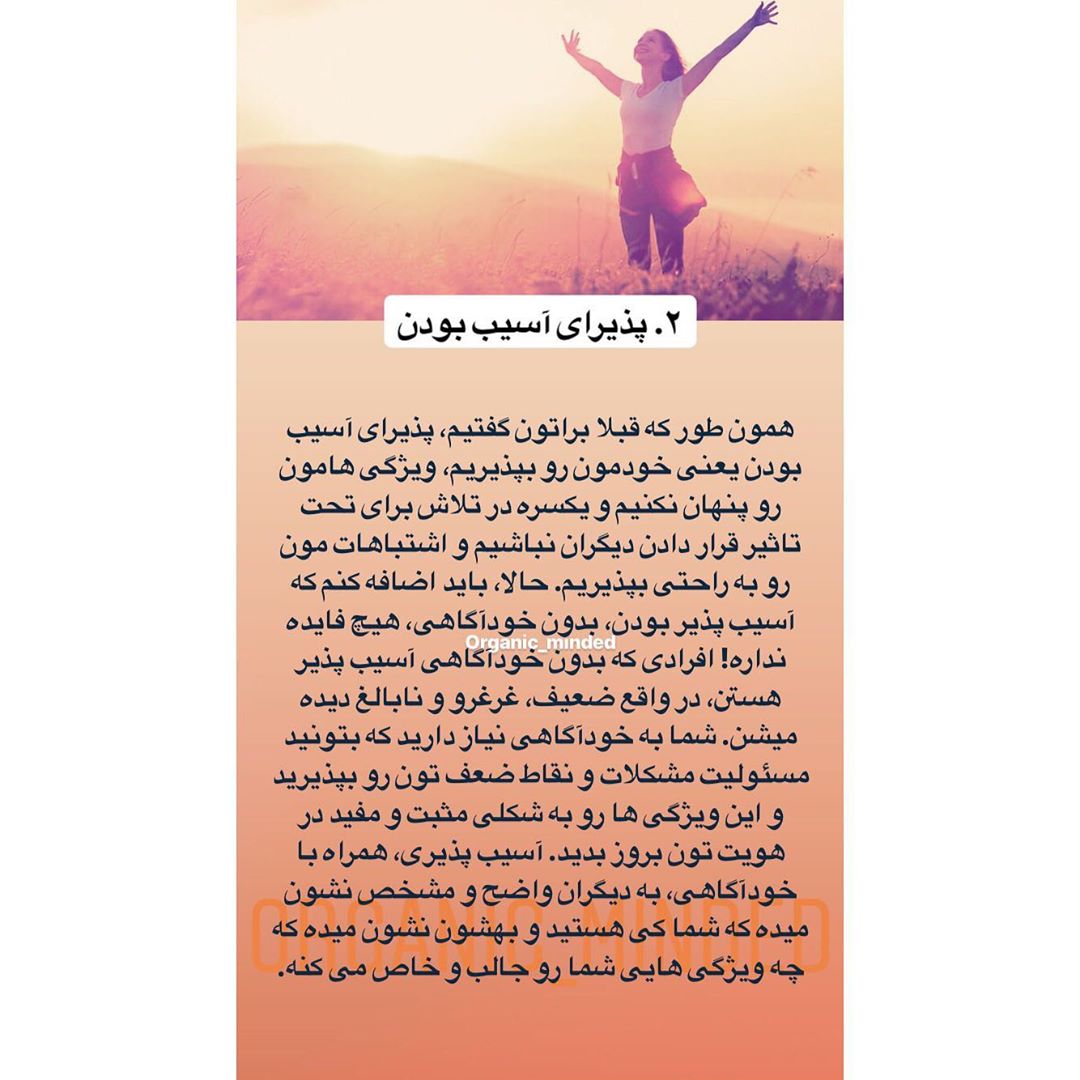 ۲. پذیرای آسیب بودن
همون طور که قبلا براتون گفتیم، پذیرای آسیب
بودن یعنی خودمون رو بپذیریم، ویژگی هامون
رو پنهان نکنیم و یکسره در تلاش برای تحت
تاثیر قرار دادن دیگران نباشیم و اشتباهات مون
رو به راحتی بپذیریم. حالا، باید اضافه کنم که
آسیب پذیر بودن، بدون خودآگاهی، هیچ فایده
Organic_minded
نداره! افرادی که بدون خودآگاهی آسیب پذیر
هستن، در واقع ضعیف، غرغرو و نابالغ دیده
میشن. شما به خودآگاهی نیاز دارید که بتونید
مسئولیت مشکلات و نقاط ضعف تون رو بپذیرید
و این ویژگی ها رو به شکلی مثبت و مفید در
هویت تون بروز بدید. آسیب پذیری، همراه با
خودآگاهی، به دیگران واضح و مشخص نشون
میده که شما کی هستید و بهشون نشون میده که
ORGANIC_MINDED
چه ویژگی هایی شما رو جالب و خاص می کنه.